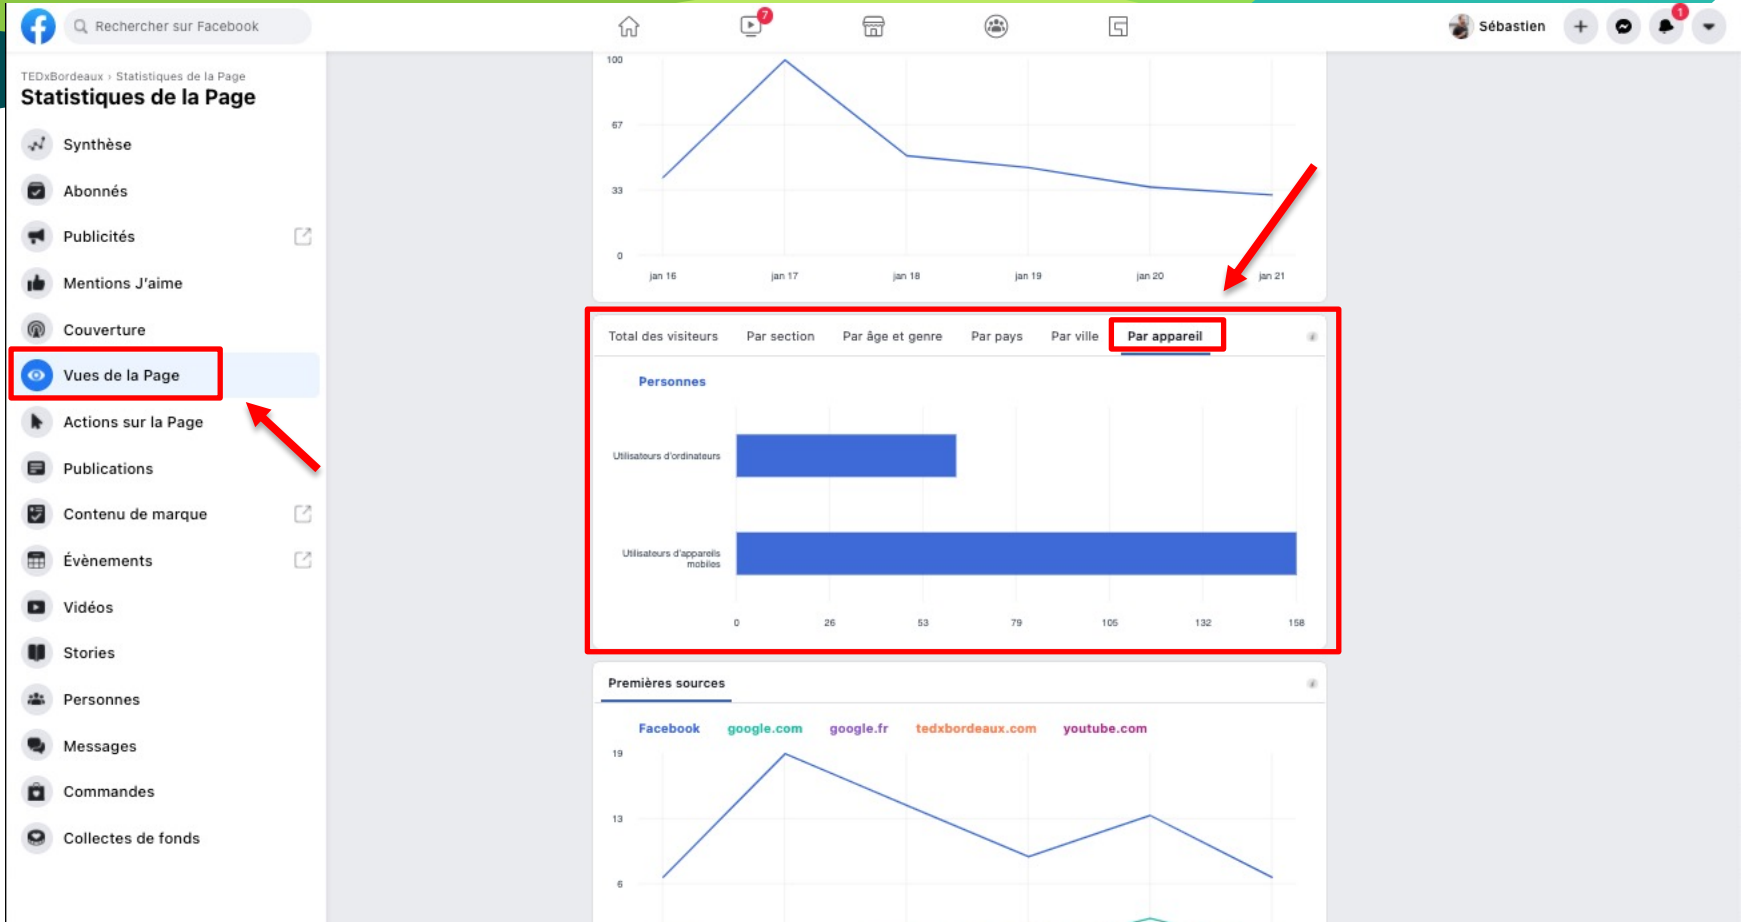 Rechercher sur Facebook
7
Sébastien
1
TEDxBordeaux › Statistiques de la Page
Statistiques de la Page
Synthèse
Abonnés
Publicités
Mentions J'aime
Couverture
Vues de la Page
Actions sur la Page
Publications
Contenu de marque
Évènements
Vidéos
Stories
Personnes
Messages
Commandes
Collectes de fonds
100
67
33
0
jan 16 jan 17 jan 18 jan 19 jan 20 jan 21
Total des visiteurs Par section Par âge et genre Par pays Par ville Par appareil
Personnes
Utilisateurs d'ordinateurs
Utilisateurs d'appareils
mobiles
0 26 53 79 105 132 158
Premières sources
Facebook google.com google.fr tedxbordeaux.com youtube.com
19
13
6